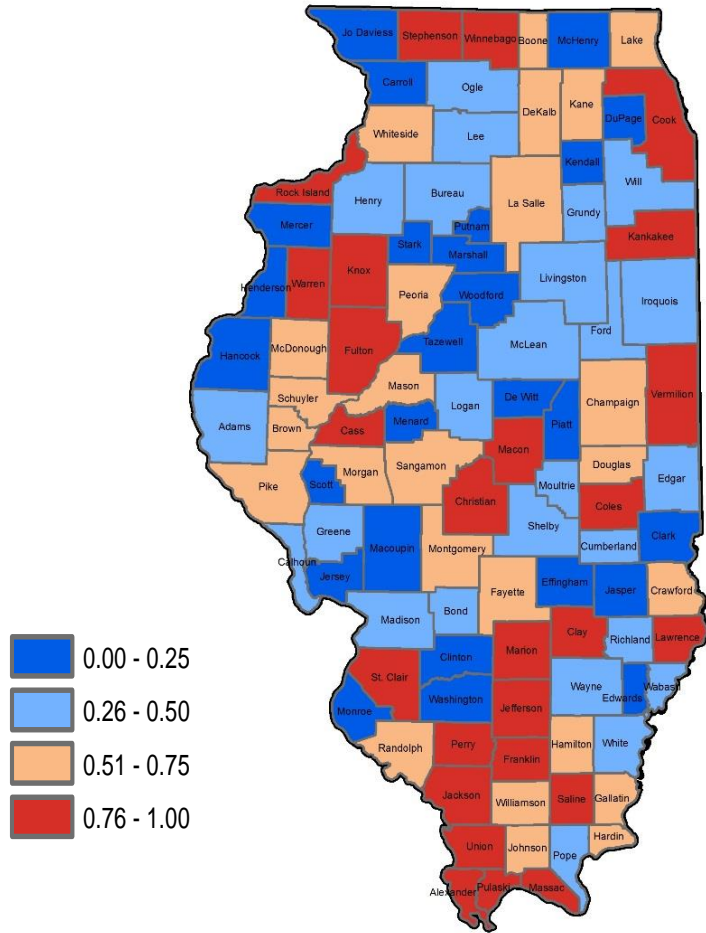 Jo Daviess
Stephenson
Winnebago
Boone
McHenry
Lake
Carroll
Ogle
DeKalb
Kane
DuPage
Cook
Whiteside
Lee
Kendall
Will
Rock Island
Henry
Bureau
La Salle
Grundy
Mercer
Putnam
Stark
Marshall
Kankakee
Henderson
Warren
Knox
Peoria
Woodford
Livingston
Iroquois
Ford
Hancock
McDonough
Fulton
Tazewell
McLean
Mason
Schuyler
Logan
De Witt
Champaign
Vermilion
Adams
Brown
Cass
Menard
Piatt
Macon
Pike
Scott
Morgan
Sangamon
Douglas
Moultrie
Edgar
Christian
Coles
Greene
Shelby
Macoupin
Montgomery
Cumberland
Clark
Calhoun
Jersey
Effingham
Jasper
Fayette
Crawford
Madison
Bond
Clay
Richland
Lawrence
0.00 - 0.25
Clinton
Marion
St. Clair
Wayne
Wabash
Edwards
0.26 - 0.50
Monroe
Washington
Jefferson
Randolph
Perry
Hamilton
White
0.51 - 0.75
Franklin
Jackson
Williamson
Saline
Gallatin
0.76 - 1.00
Union
Johnson
Pope
Hardin
Alexander
Pulaski
Massac